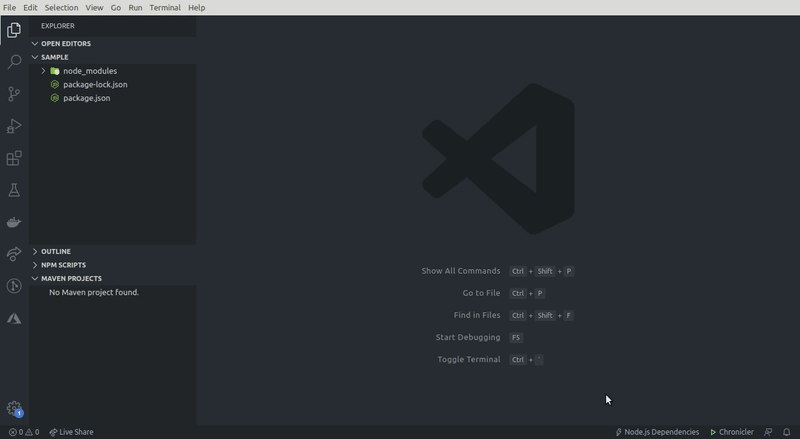 File Edit Selection View Go Run Terminal Help
EXPLORER
OPEN EDITORS
SAMPLE
node_modules
package-lock.json
package.json
OUTLINE
NPM SCRIPTS
MAVEN PROJECTS
No Maven project found.
Show All Commands Ctrl + Shift + P
Go to File Ctrl + P
Find in Files Ctrl + Shift + F
Start Debugging F5
Toggle Terminal Ctrl + `
1
0 0 Live Share Node.js Dependencies Chronicler